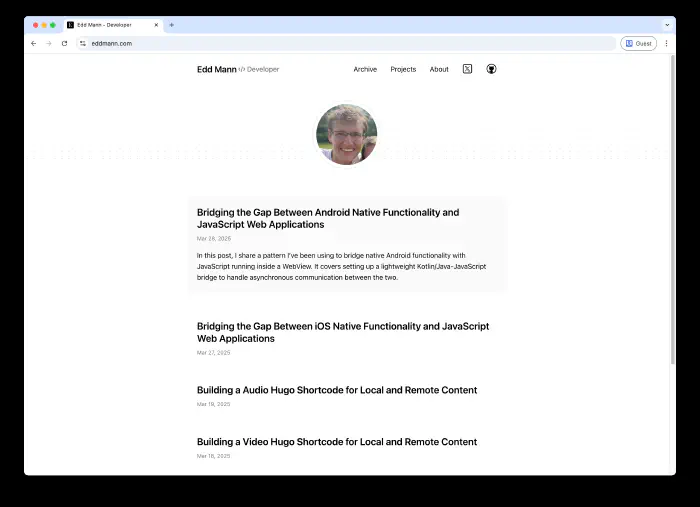 Edd Mann - Developer
eddmann.com
Guest
Edd Mann </> Developer
Archive Projects About
Bridging the Gap Between Android Native Functionality and
JavaScript Web Applications
Mar 28, 2025
In this post, I share a pattern I've been using to bridge native Android functionality with
JavaScript running inside a WebView. It covers setting up a lightweight Kotlin/Java-JavaScript
bridge to handle asynchronous communication between the two.
Bridging the Gap Between iOS Native Functionality and JavaScript
Web Applications
Mar 27, 2025
Building a Audio Hugo Shortcode for Local and Remote Content
Mar 19, 2025
Building a Video Hugo Shortcode for Local and Remote Content
Mar 18, 2025